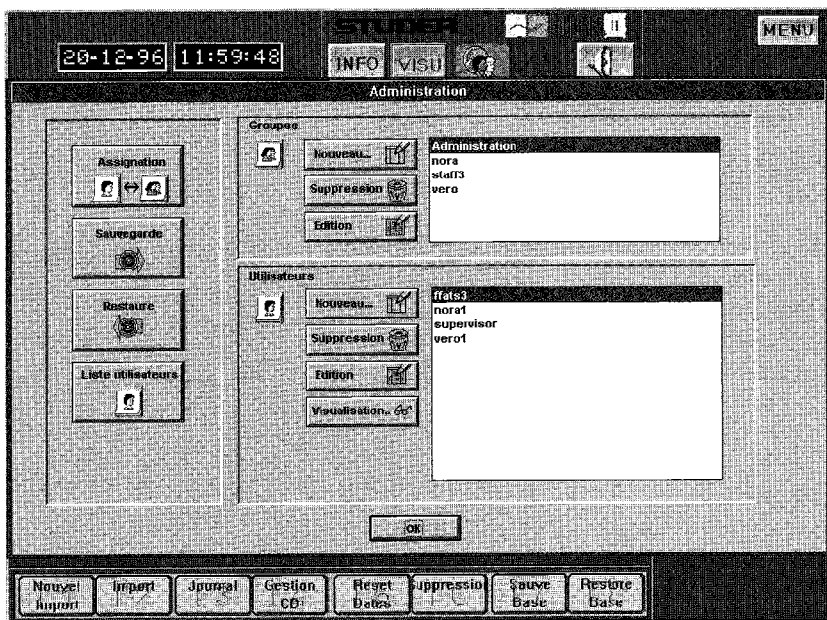 STUDER
MENU
20-12-96 11:59:48
INFO VISU
Administration
Groupes
Assignation
Sauvegarde
Restaure
Liste utilisateurs
Nouveau...
Suppression
Edition
Administration
nora
staff3
vero
Utilisateurs
Nouveau...
Suppression
Edition
Visualisation..
ffats3
nora1
supervisor
vero1
OK
Nouvel
Import
Import
Journal
Gestion
CD
Reset
Dates
Suppressio
Sauve
Base
Restore
Base